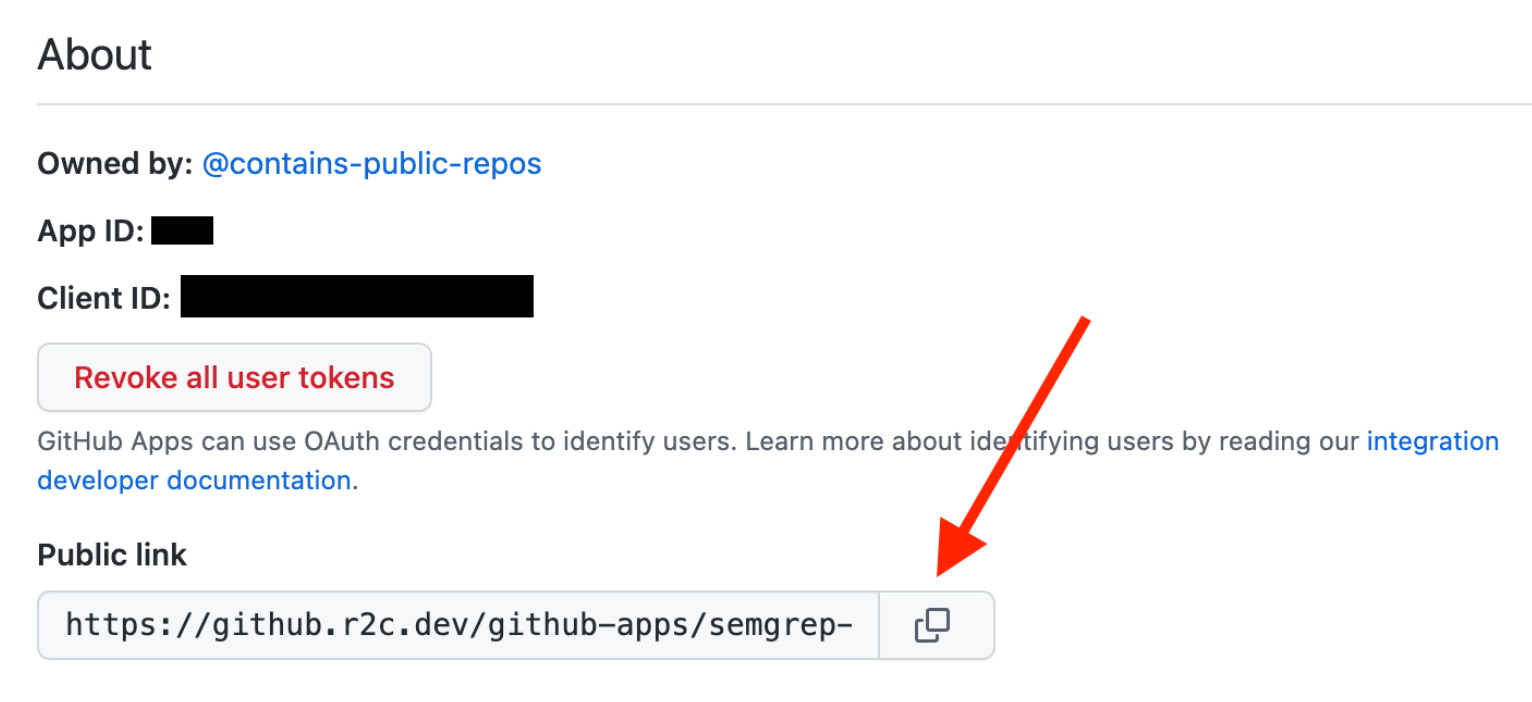 About
Owned by: @contains-public-repos
App ID:
Client ID:
Revoke all user tokens
GitHub Apps can use OAuth credentials to identify users. Learn more about identifying users by reading our integration
developer documentation.
Public link
https://github.r2c.dev/github-apps/semgrep-